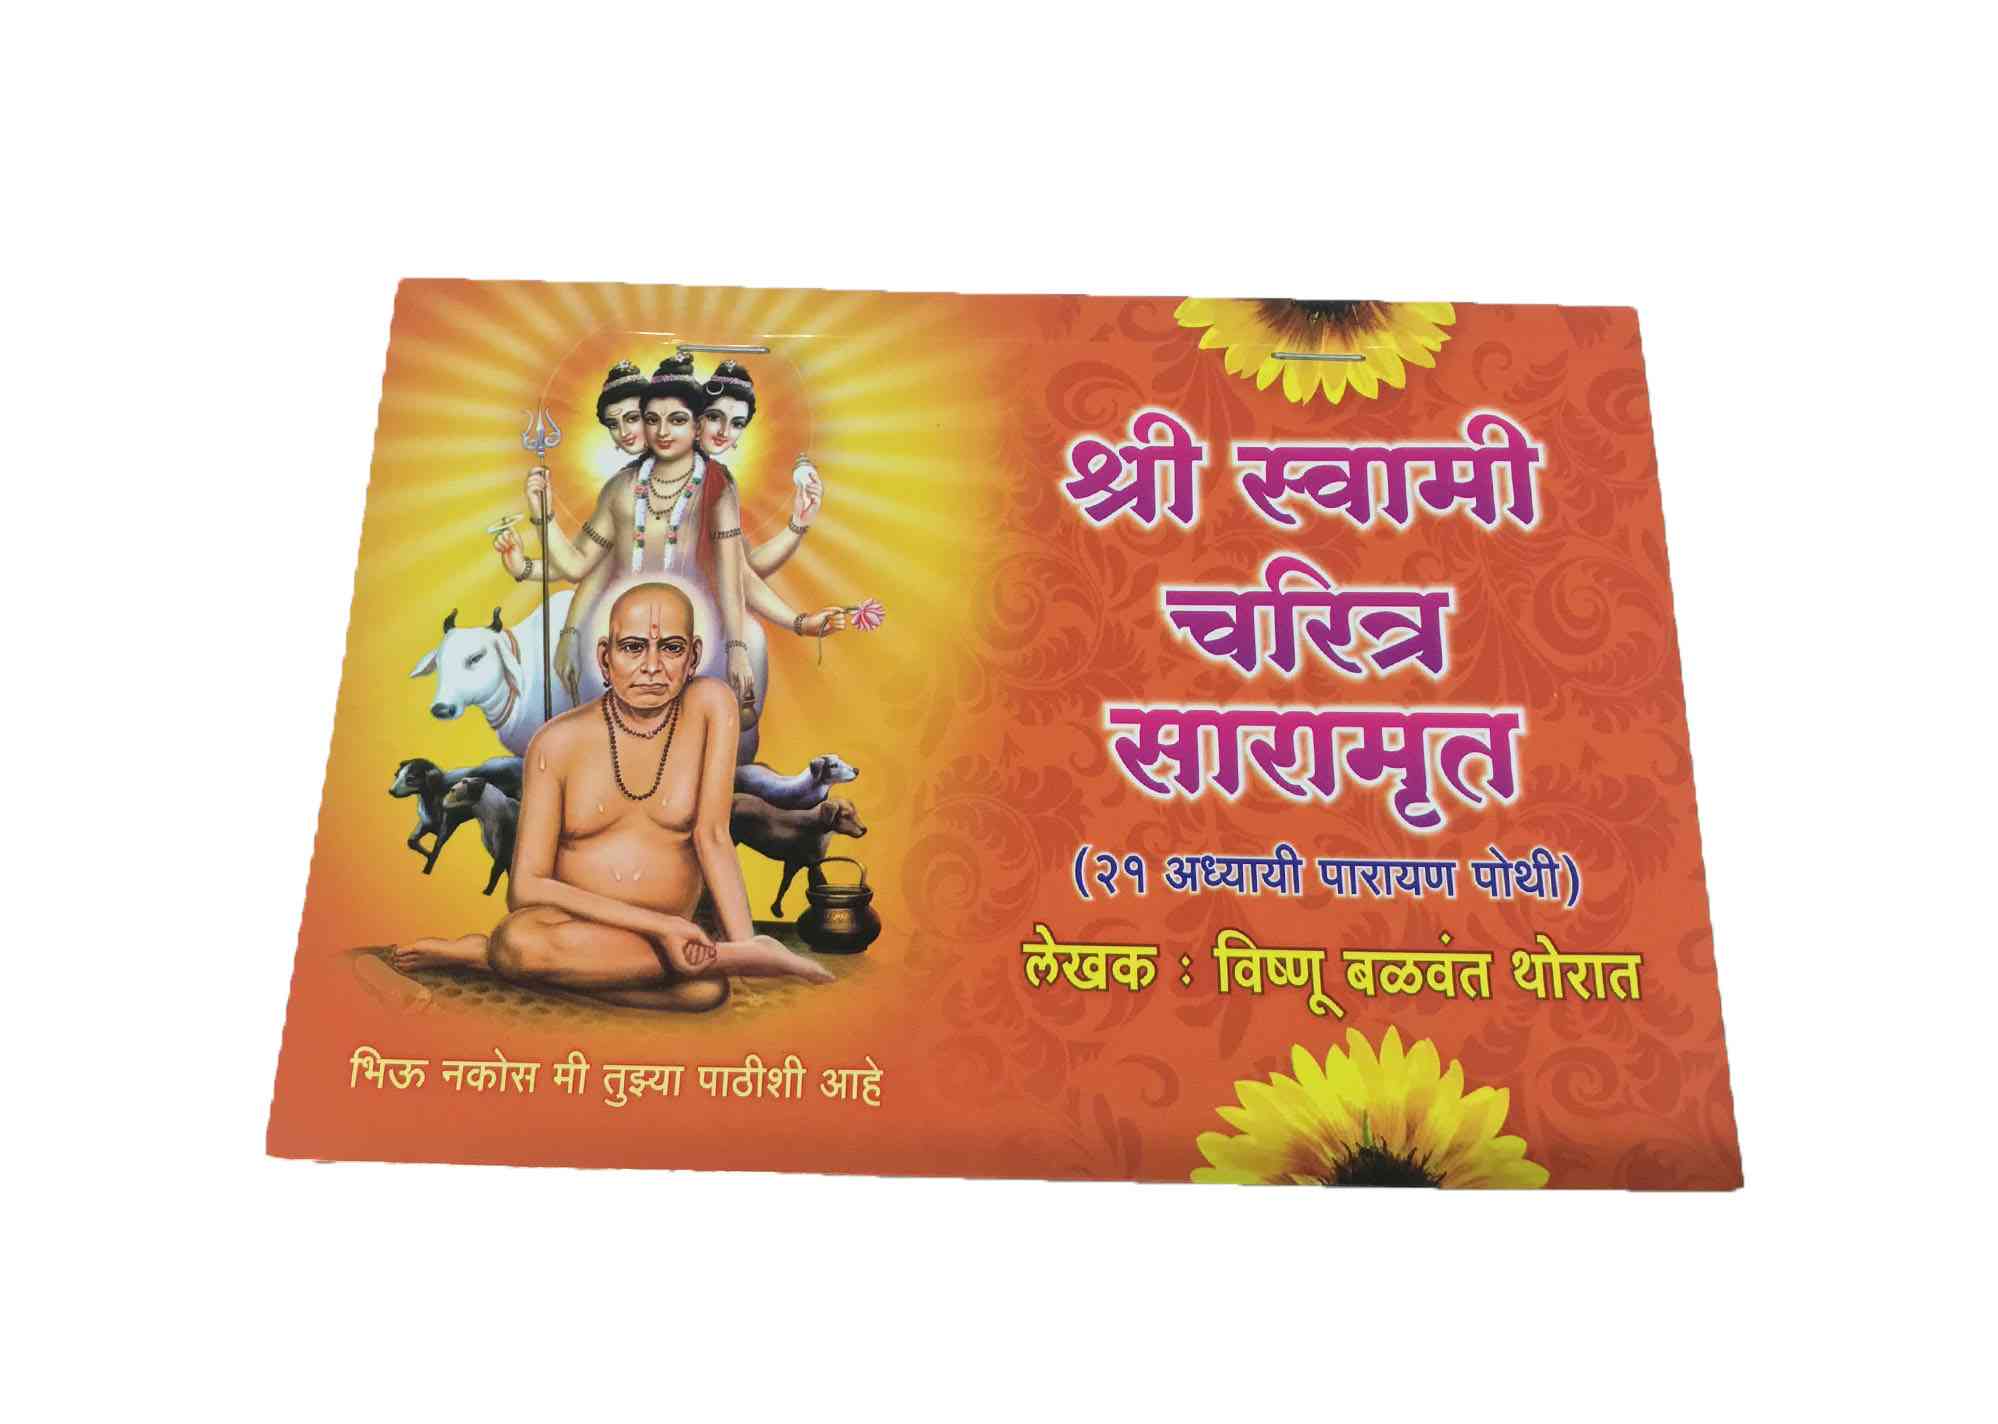 श्री स्वामी
चरित्र
सारामृत
(२१ अध्यायी पारायण पोथी)
लेखक : विष्णू बळवंत थोरात
भिऊ नकोस मी तुझ्या पाठीशी आहे